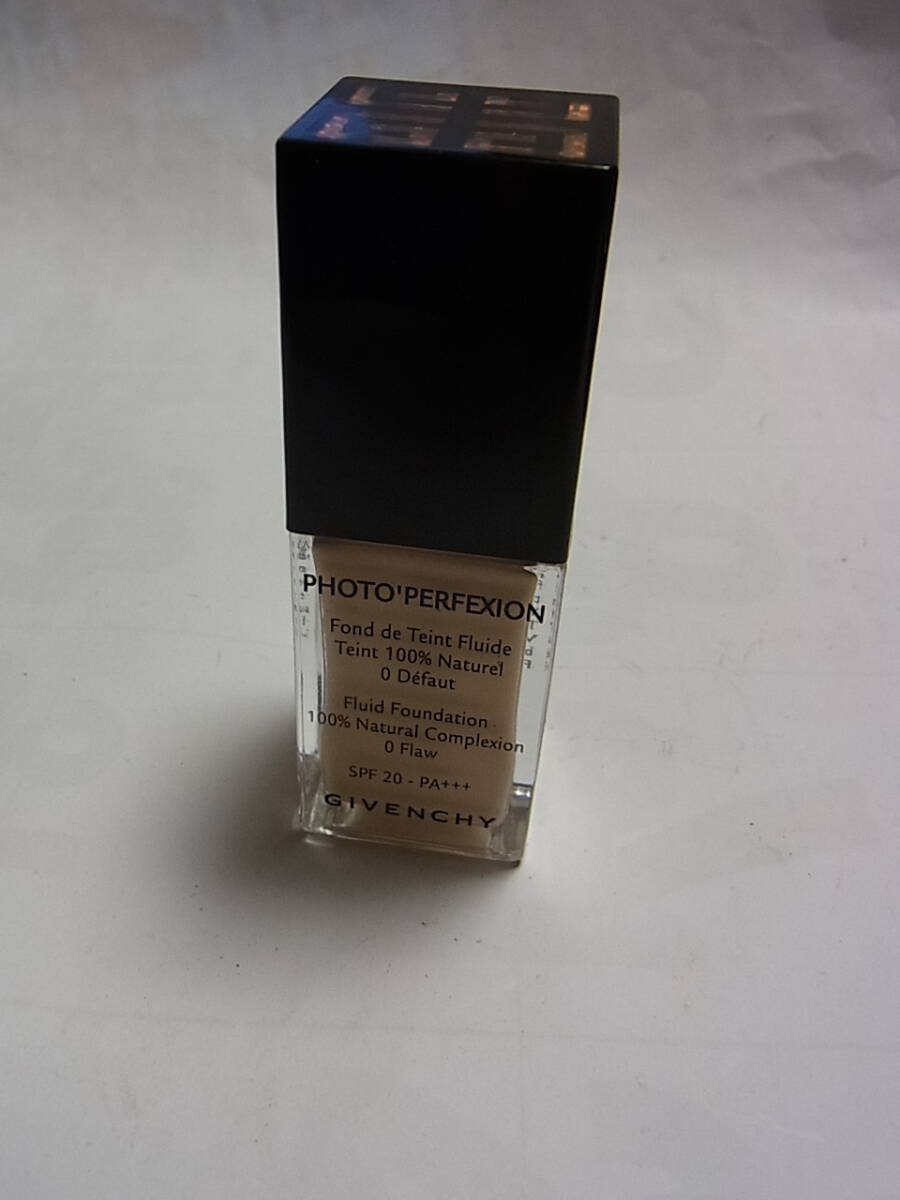 PHOTO'PERFEXION
Fond de Teint Fluide
Teint 100% Naturel
0 Défaut
Fluid Foundation
100% Natural Complexion
0 Flaw
SPF 20 - PA+++
GIVENCHY